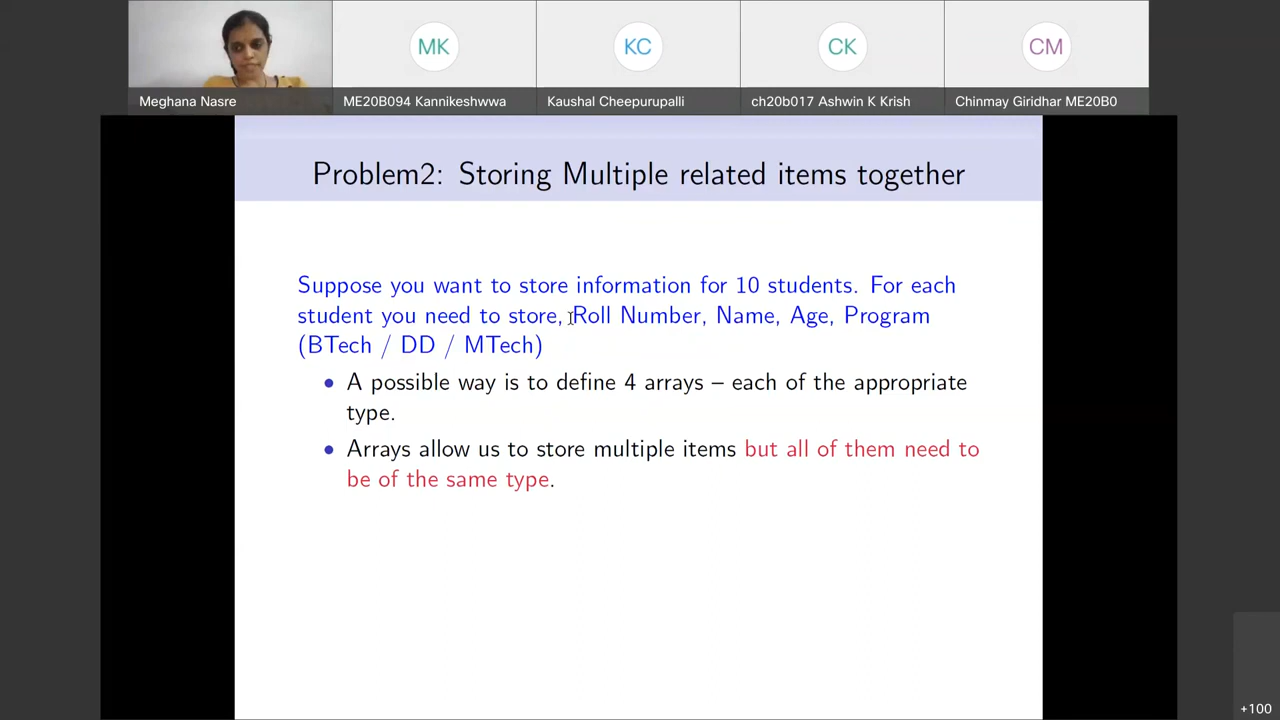 MK
KC
CK
CM
Meghana Nasre
ME20B094 Kannikeshwwa
Kaushal Cheepurupalli
ch20b017 Ashwin K Krish
Chinmay Giridhar ME20B0
Problem2: Storing Multiple related items together
Suppose you want to store information for 10 students. For each
student you need to store, Roll Number, Name, Age, Program
(BTech / DD / MTech)
• A possible way is to define 4 arrays – each of the appropriate
type.
• Arrays allow us to store multiple items but all of them need to
be of the same type.
+100